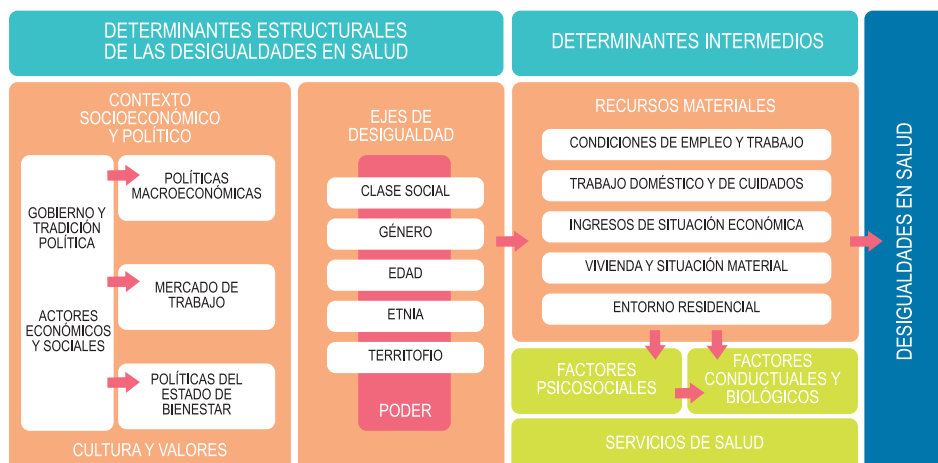 DETERMINANTES ESTRUCTURALES
DE LAS DESIGUALDADES EN SALUD
CONTEXTO
SOCIOECONÓMICO
Y POLÍTICO
GOBIERNO Y
TRADICIÓN
POLÍTICA
ACTORES
ECONÓMICOS
Y SOCIALES
POLÍTICAS
MACROECONÓMICAS
MERCADO DE
TRABAJO
POLÍTICAS DEL
ESTADO DE
BIENESTAR
CULTURA Y VALORES
EJES DE
DESIGUALDAD
CLASE SOCIAL
GÉNERO
EDAD
ETNIA
TERRITOFIO
PODER
DETERMINANTES INTERMEDIOS
RECURSOS MATERIALES
CONDICIONES DE EMPLEO Y TRABAJO
TRABAJO DOMÉSTICO Y DE CUIDADOS
INGRESOS DE SITUACIÓN ECONÓMICA
VIVIENDA Y SITUACIÓN MATERIAL
ENTORNO RESIDENCIAL
FACTORES
PSICOSOCIALES
FACTORES
CONDUCTUALES Y
BIOLÓGICOS
SERVICIOS DE SALUD
DESIGUALDADES EN SALUD